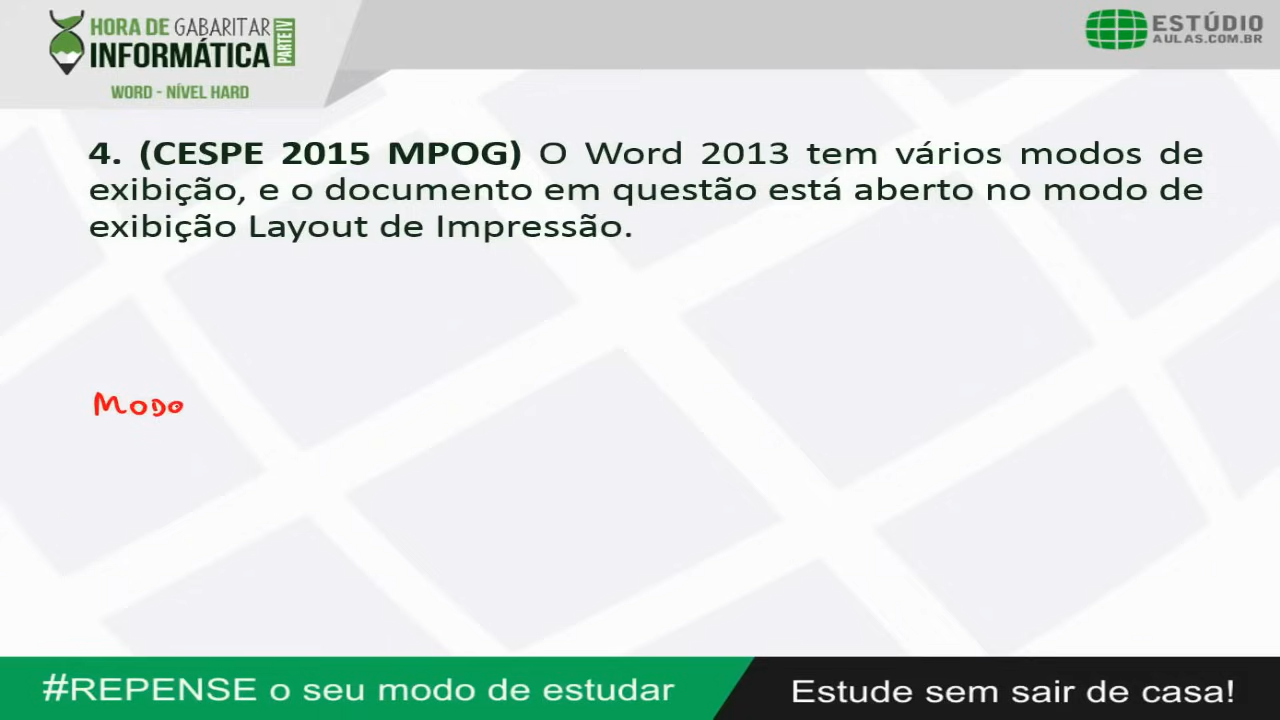 HORA DE GABARITAR
INFORMÁTICA
PARTE IV
WORD - NÍVEL HARD
ESTÚDIO
AULAS.COM.BR
4. (CESPE 2015 MPOG) O Word 2013 tem vários modos de
exibição, e o documento em questão está aberto no modo de
exibição Layout de Impressão.
MODO
#REPENSE o seu modo de estudar
Estude sem sair de casa!